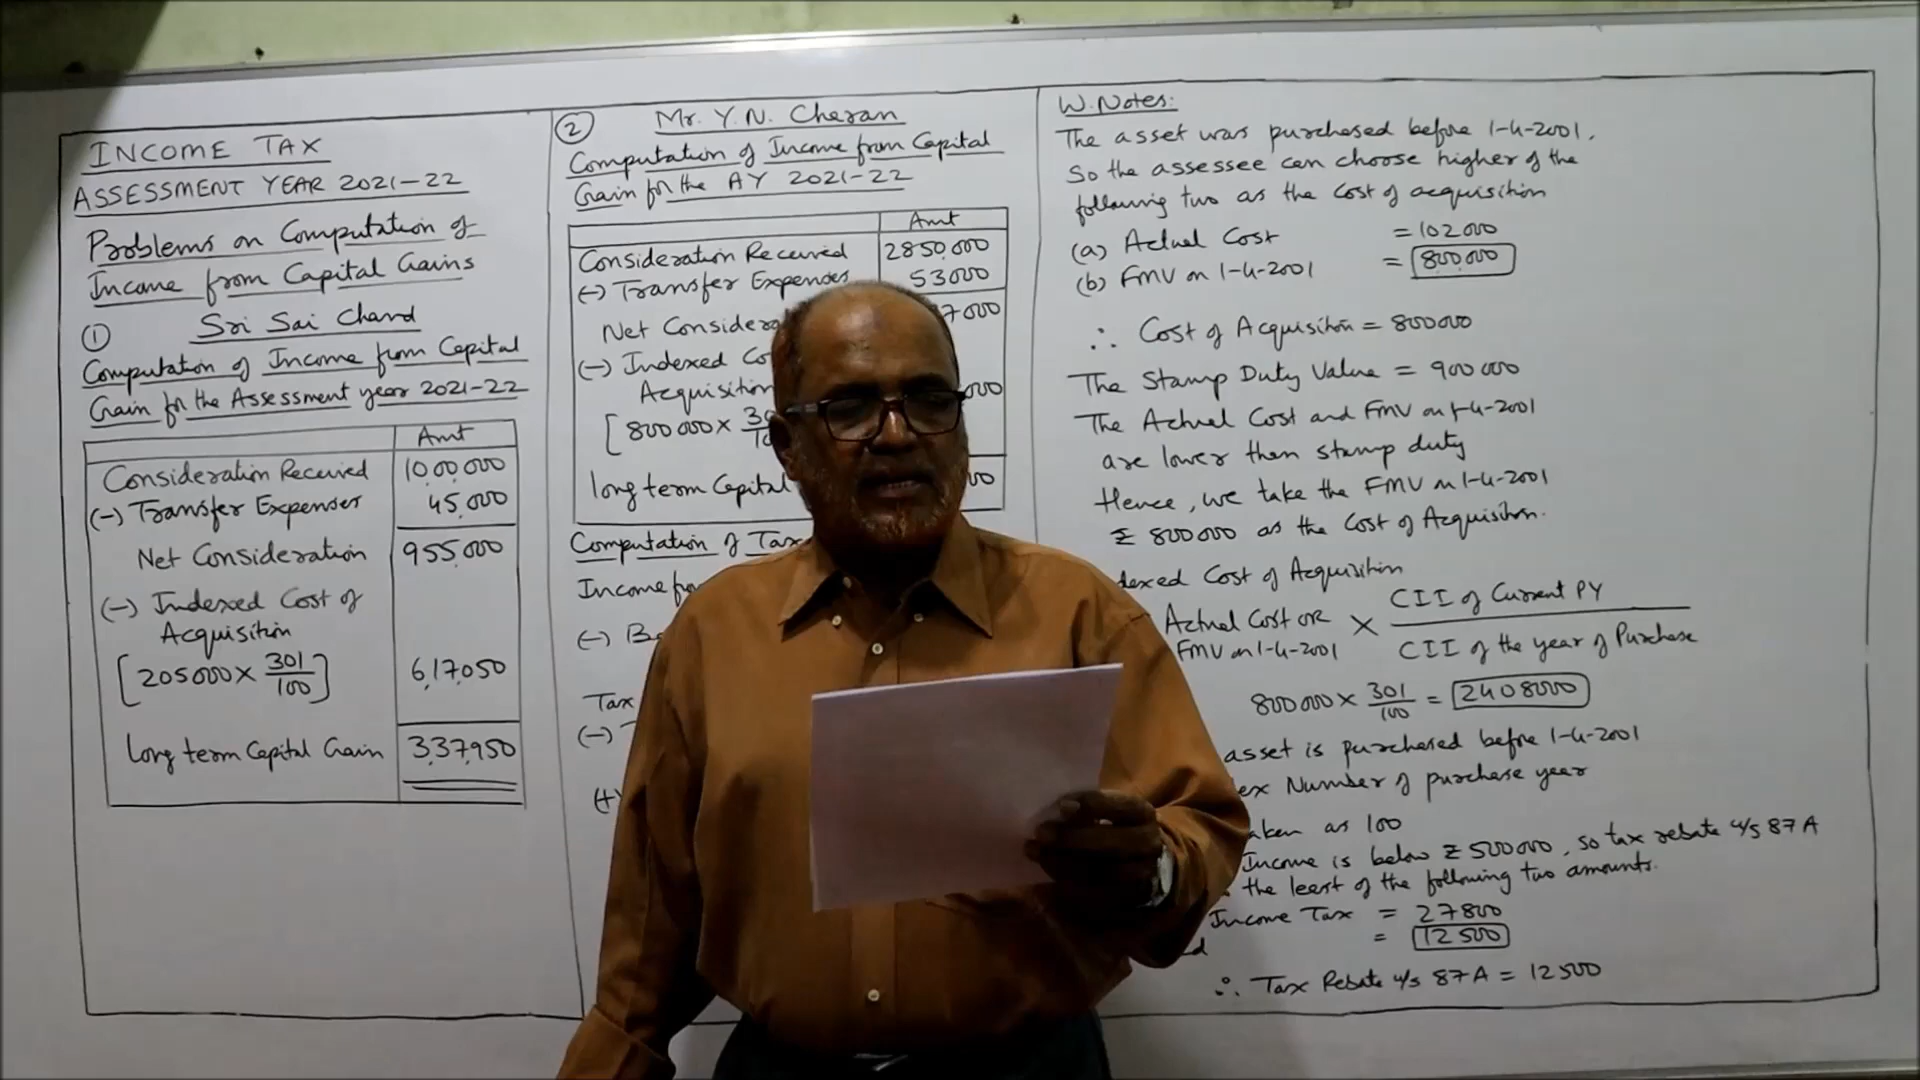 INCOME TAX
ASSESSMENT YEAR 2021-22
Problems on Computation of
Income from Capital Gains
① Sri Sai Chand
Computation of Income from Capital
Gain for the Assessment year 2021-22
Amt
Consideration Received 10,00,000
(-) Transfer Expenses 45,000
Net Consideration 955,000
(-) Indexed Cost of
Acquisition
[205000 × 301/100] 6,17,050
long term Capital Gain 3,37,950
② Mr. Y. N. Charan
Computation of Income from Capital
Gain for the AY 2021-22
Amt
Consideration Received 2850,000
(-) Transfer Expenses 53000
Net 7000
(-) Indexed
Acquisition 000
[800000 ×
long term Capital 00
Computation of Tax
Income
(-)
Tax
(-)
(+)
W. Notes:
The asset was purchased before 1-4-2001.
So the assessee can choose higher of the
following two as the cost of acquisition
(a) Actual Cost = 102000
(b) FMV on 1-4-2001 = 800,000
∴ Cost of Acquisition = 800000
The Stamp Duty Value = 900000
The Actual Cost and FMV on 1-4-2001
are lower than stamp duty
Hence, we take the FMV on 1-4-2001
₹ 800000 as the Cost of Acquisition.
Cost of Acquisition
Actual Cost OR FMV on 1-4-2001 × CII of Current PY / CII of the year of Purchase
800000 × 301/100 = 2408000
asset is purchased before 1-4-2001
Number of purchase year
as 100
Income is below ₹ 500000, so tax rebate u/s 87A
the least of the following two amounts.
Income Tax = 27800
= 12500
∴ Tax Rebate u/s 87A = 12500